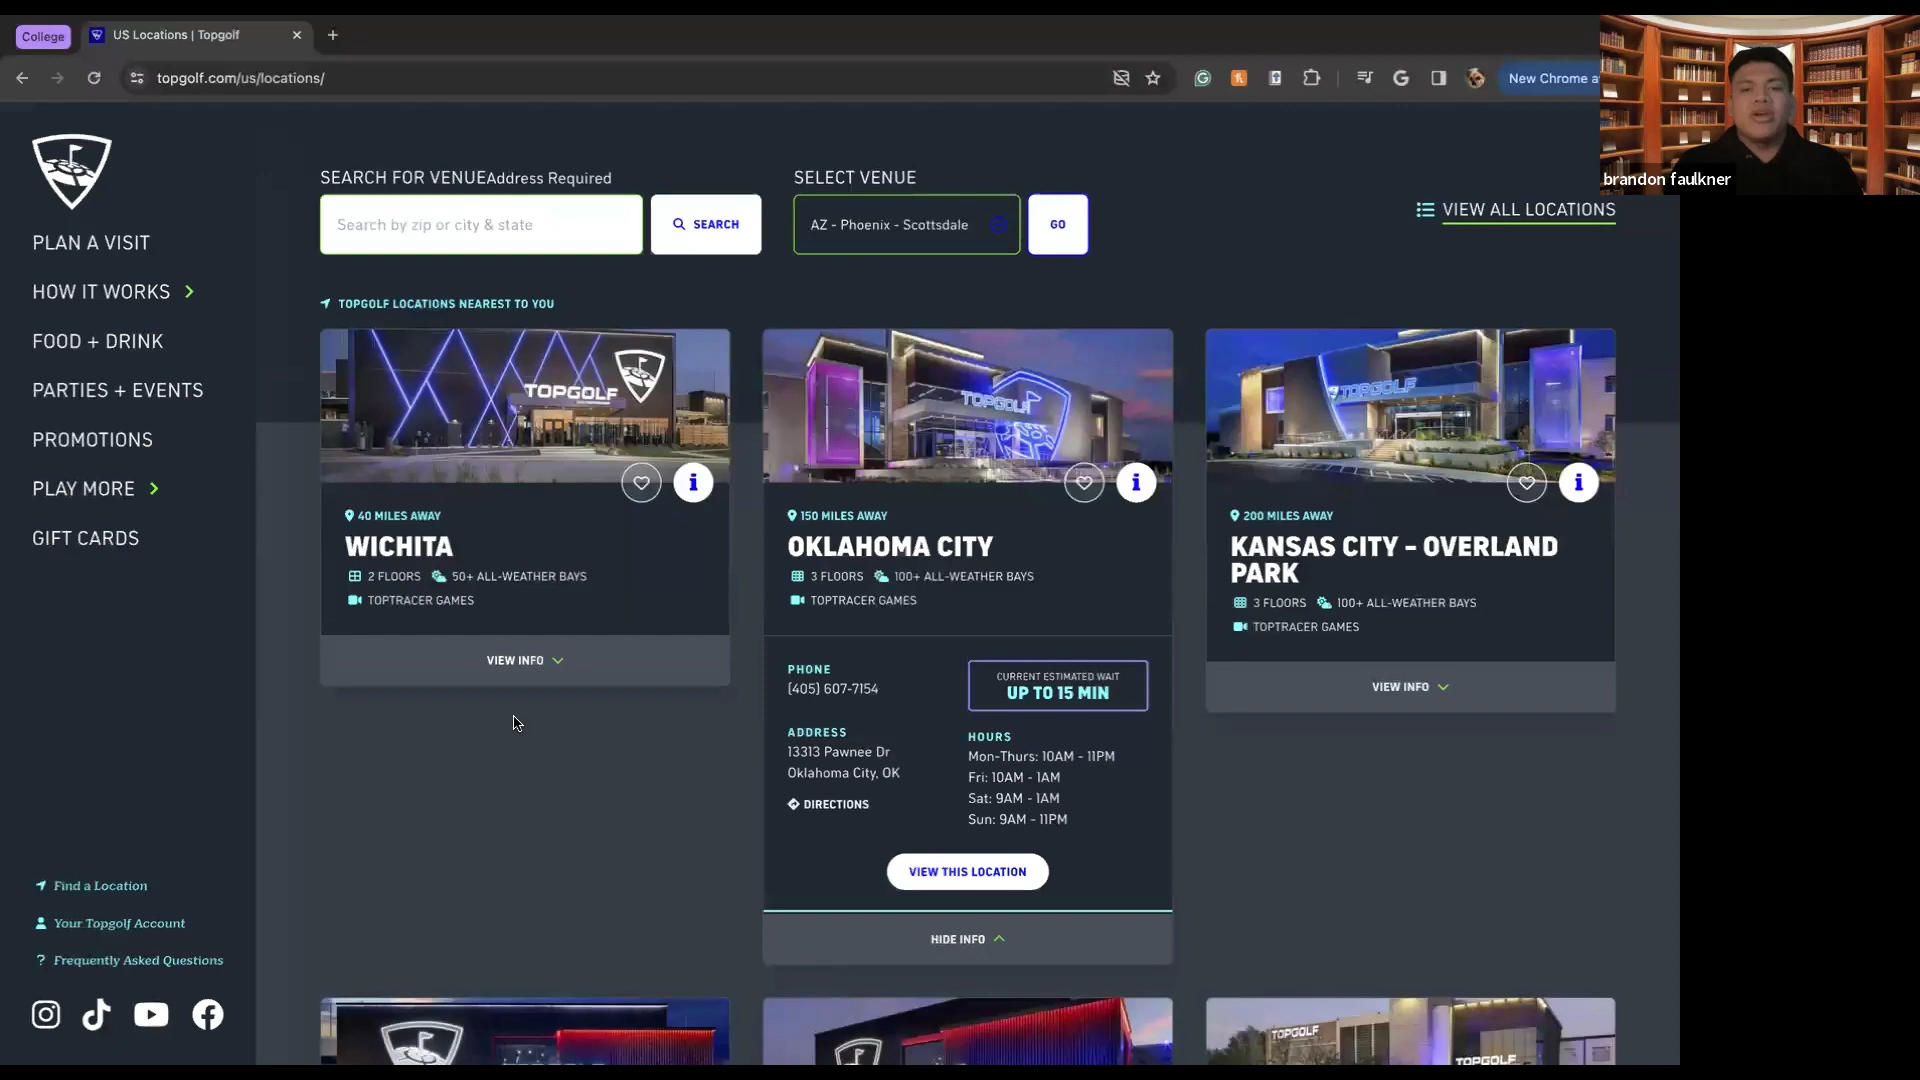 College
US Locations | Topgolf
topgolf.com/us/locations/
New Chrome a
brandon faulkner
PLAN A VISIT
HOW IT WORKS
FOOD + DRINK
PARTIES + EVENTS
PROMOTIONS
PLAY MORE
GIFT CARDS
Find a Location
Your Topgolf Account
? Frequently Asked Questions
SEARCH FOR VENUEAddress Required
Search by zip or city & state
SEARCH
SELECT VENUE
AZ - Phoenix - Scottsdale
GO
VIEW ALL LOCATIONS
TOPGOLF LOCATIONS NEAREST TO YOU
TOPGOLF
i
40 MILES AWAY
WICHITA
2 FLOORS 50+ ALL-WEATHER BAYS
TOPTRACER GAMES
VIEW INFO
TOPGOLF
i
150 MILES AWAY
OKLAHOMA CITY
3 FLOORS 100+ ALL-WEATHER BAYS
TOPTRACER GAMES
PHONE
(405) 607-7154
CURRENT ESTIMATED WAIT
UP TO 15 MIN
ADDRESS
13313 Pawnee Dr
Oklahoma City, OK
DIRECTIONS
HOURS
Mon-Thurs: 10AM - 11PM
Fri: 10AM - 1AM
Sat: 9AM - 1AM
Sun: 9AM - 11PM
VIEW THIS LOCATION
HIDE INFO
TOPGOLF
i
200 MILES AWAY
KANSAS CITY - OVERLAND
PARK
3 FLOORS 100+ ALL-WEATHER BAYS
TOPTRACER GAMES
VIEW INFO
TOPGOLF
TOPGOLF